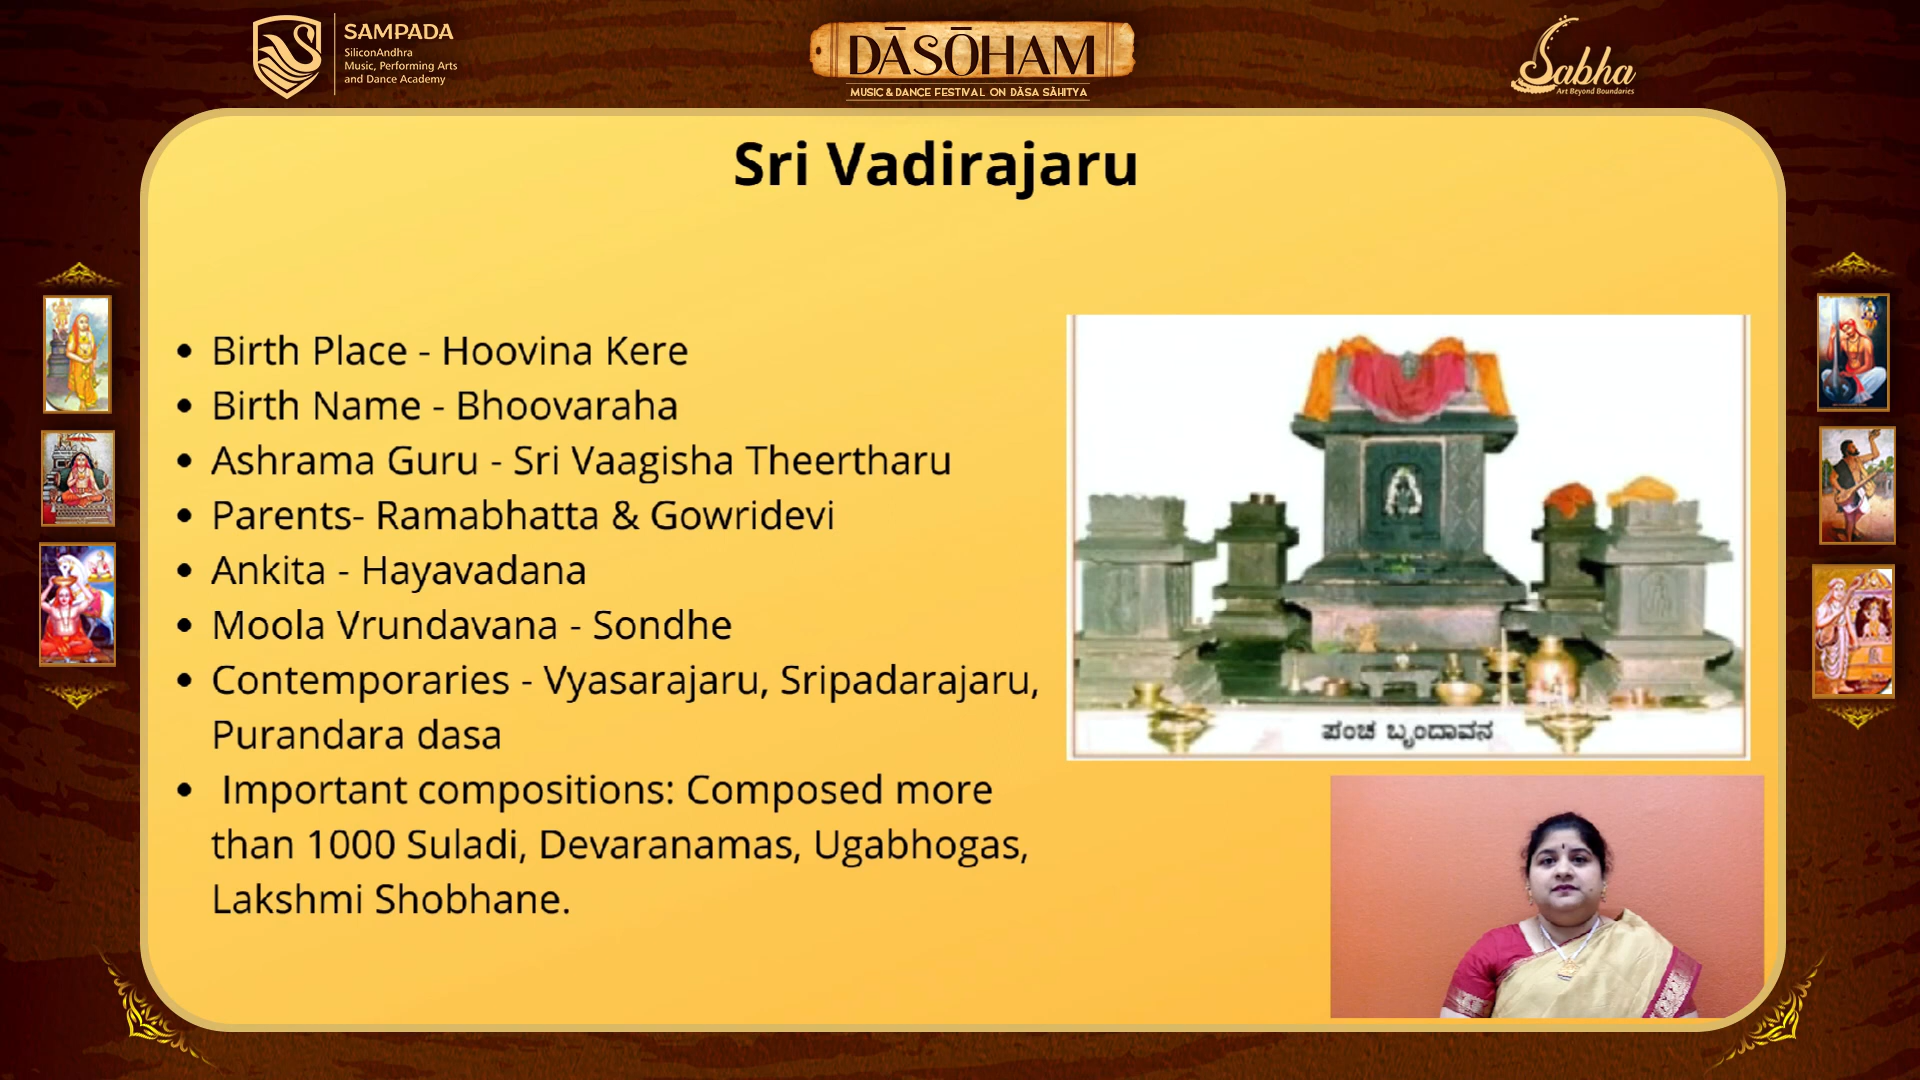 SAMPADA
SiliconAndhra
Music, Performing Arts
and Dance Academy
DĀSŌHAM
MUSIC & DANCE FESTIVAL ON DĀSA SĀHITYA
Sabha
Art Beyond Boundaries
Sri Vadirajaru
• Birth Place - Hoovina Kere
• Birth Name - Bhoovaraha
• Ashrama Guru - Sri Vaagisha Theertharu
• Parents- Ramabhatta & Gowridevi
• Ankita - Hayavadana
• Moola Vrundavana - Sondhe
• Contemporaries - Vyasarajaru, Sripadarajaru,
Purandara dasa
• Important compositions: Composed more
than 1000 Suladi, Devaranamas, Ugabhogas,
Lakshmi Shobhane.
ಪಂಚ ಬೃಂದಾವನ